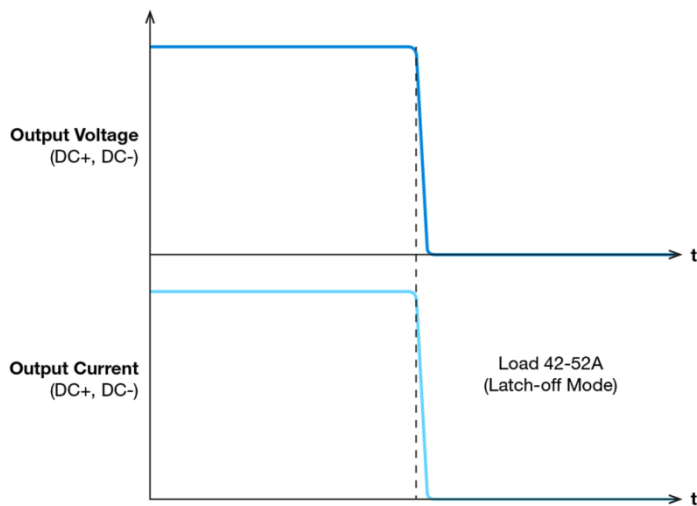 Output Voltage
(DC+, DC-)
t
Output Current
(DC+, DC-)
Load 42-52A
(Latch-off Mode)
t